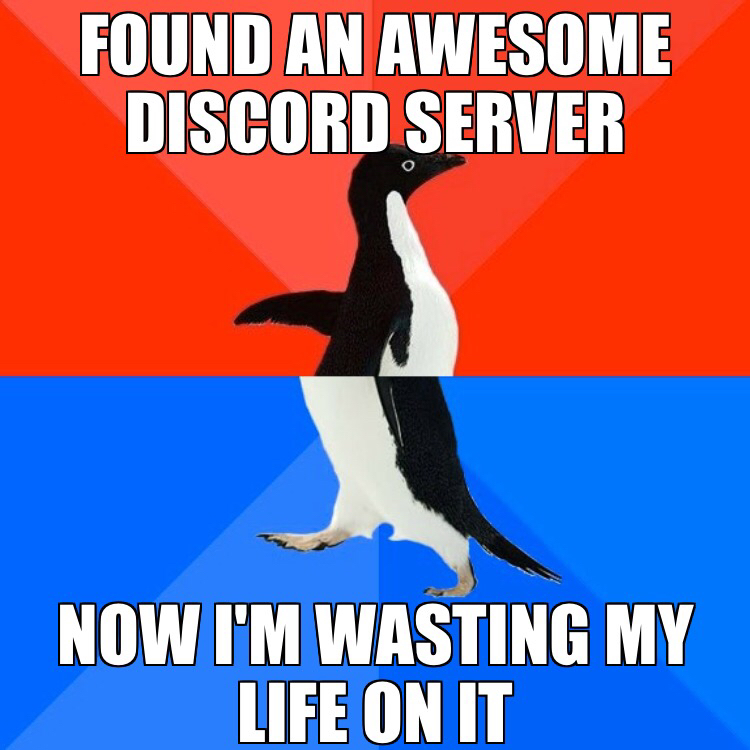 FOUND AN AWESOME
DISCORD SERVER
NOW I'M WASTING MY
LIFE ON IT